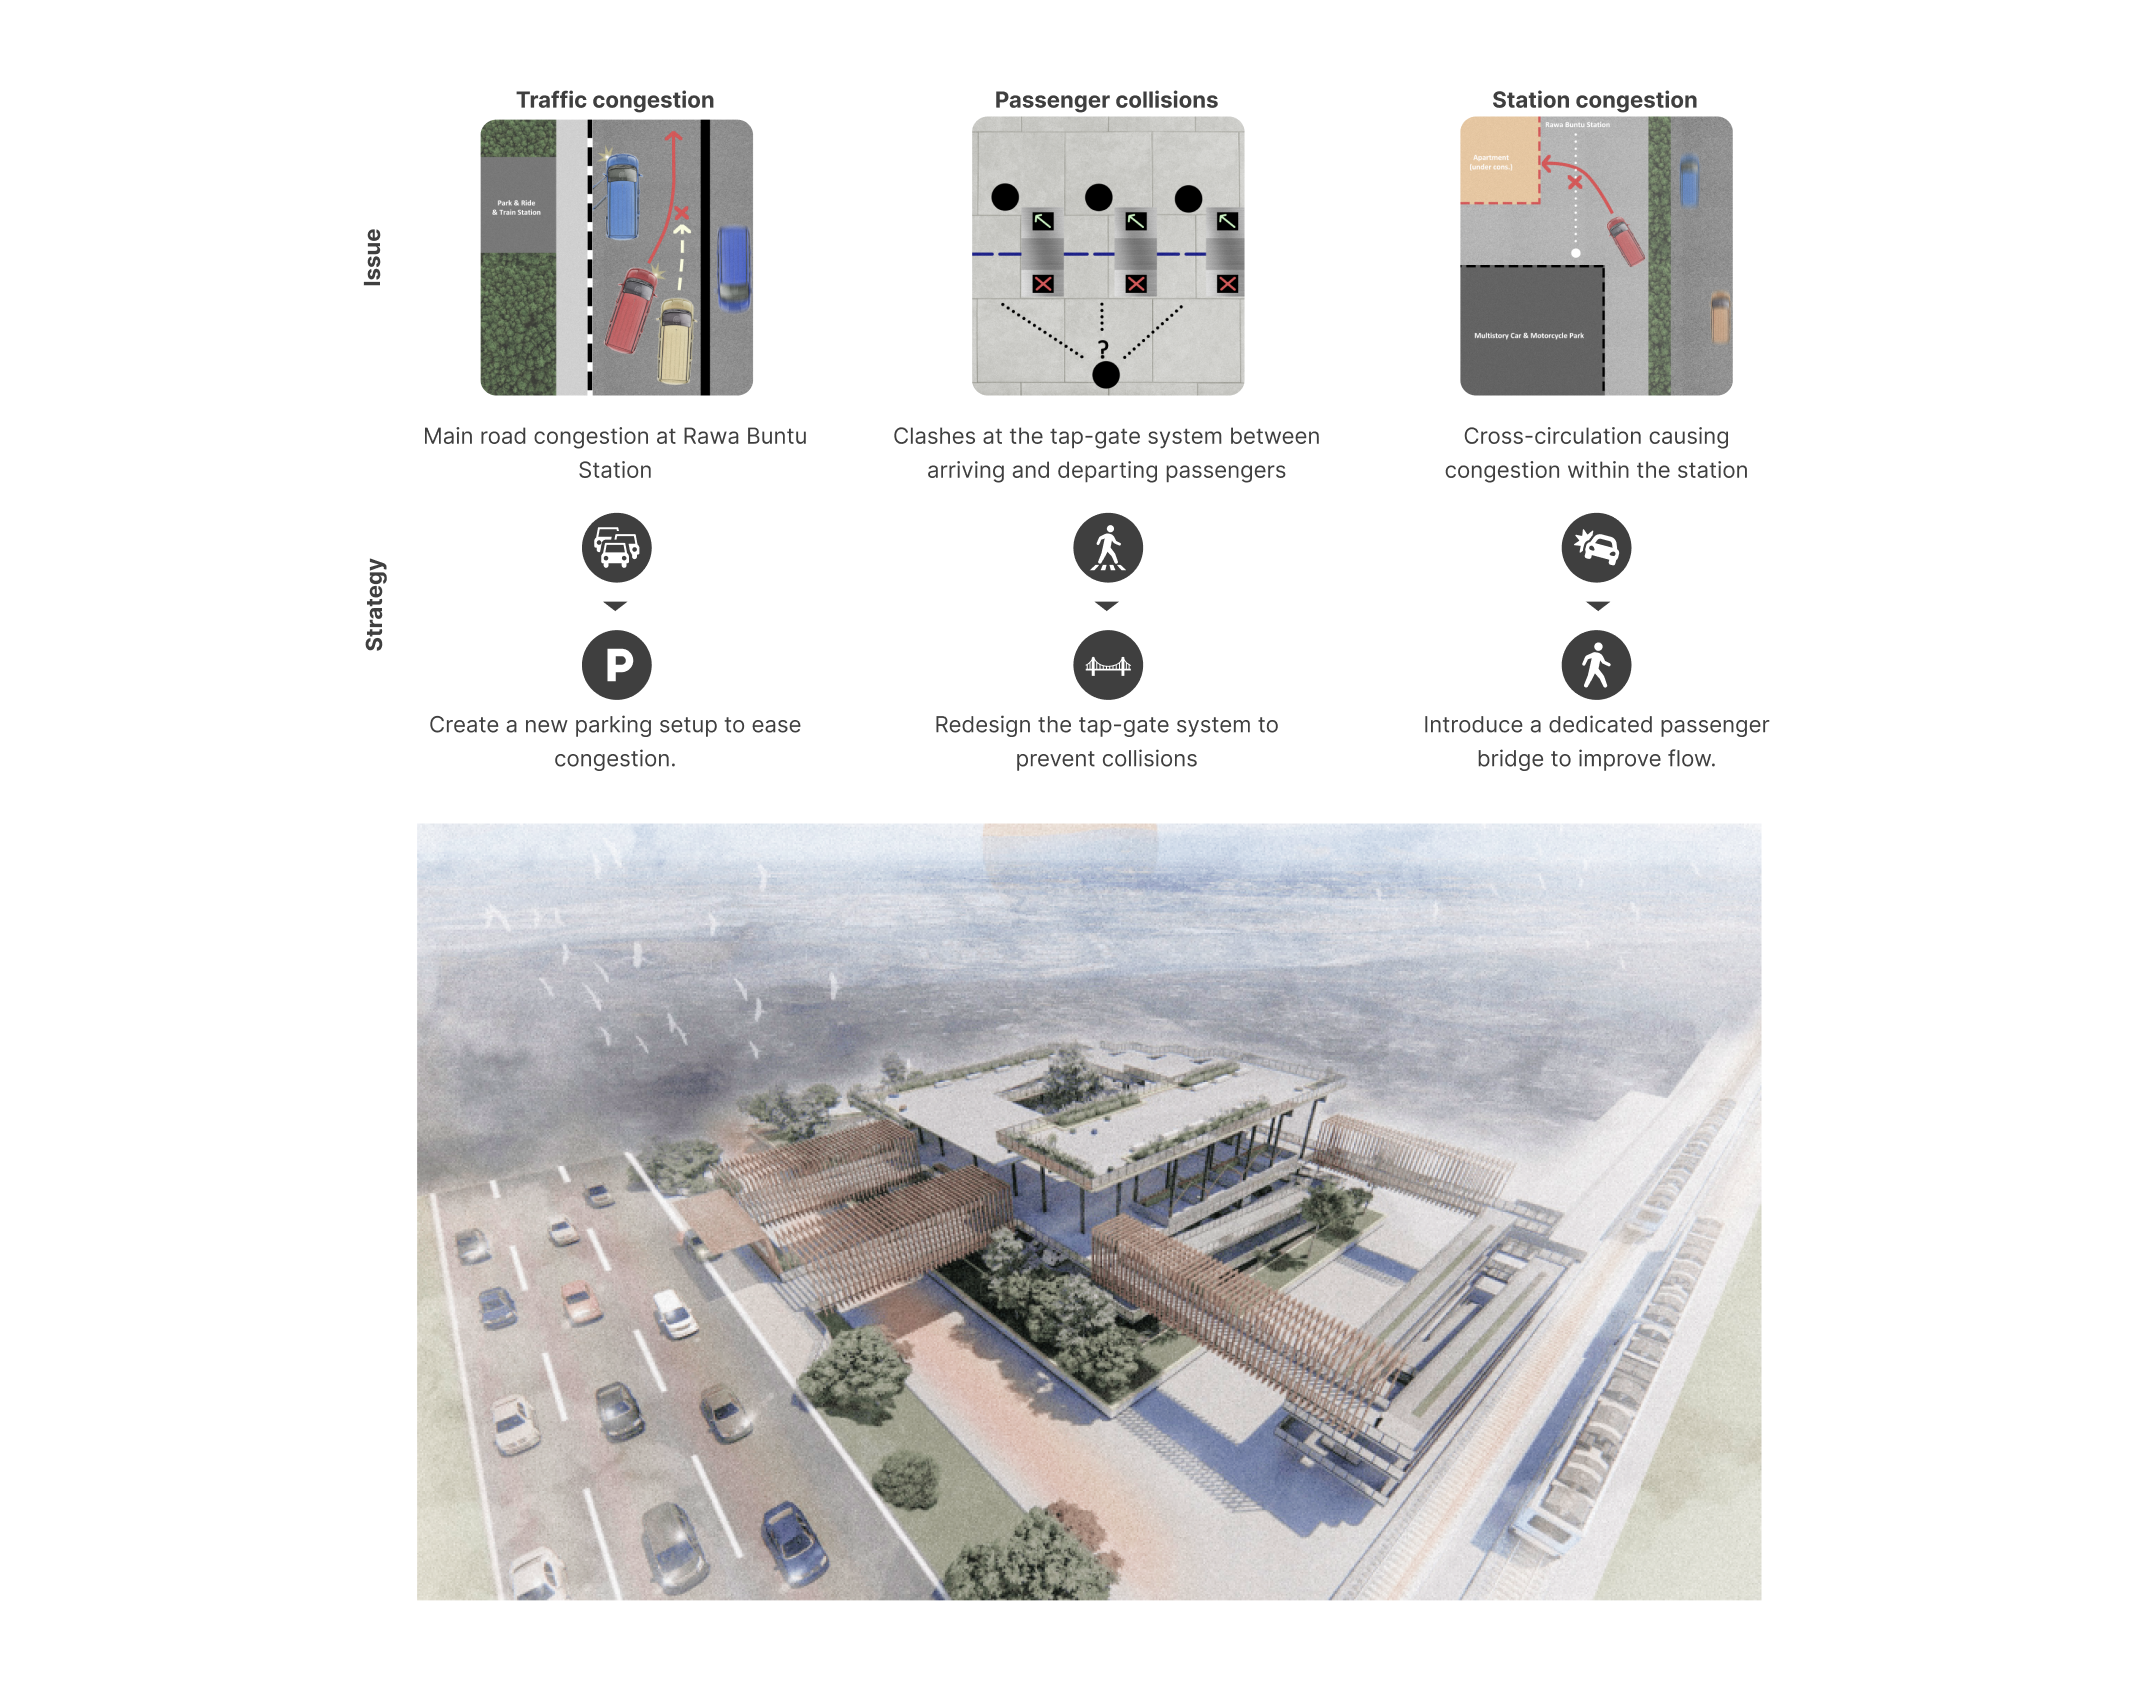 Traffic congestion
Passenger collisions
Station congestion
Issue
Park & Ride
& Train Station
?
Rawa Buntu Station
Apartment
(under cons.)
Multistory Car & Motorcycle Park
Main road congestion at Rawa Buntu
Station
Clashes at the tap-gate system between
arriving and departing passengers
Cross-circulation causing
congestion within the station
Strategy
P
Create a new parking setup to ease
congestion.
Redesign the tap-gate system to
prevent collisions
Introduce a dedicated passenger
bridge to improve flow.